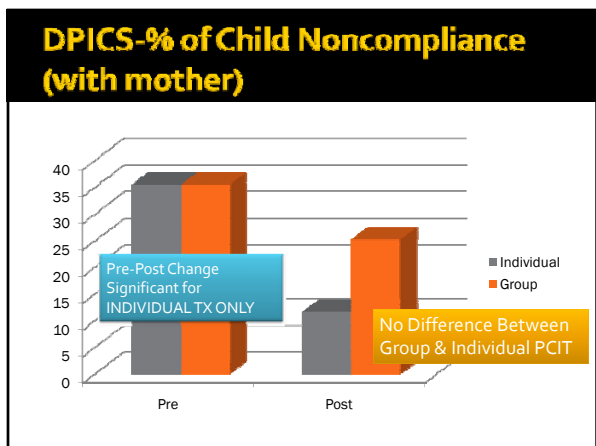 DPICS-% of Child Noncompliance
(with mother)
40
35
30
25
20
15
10
5
0
Pre-Post Change
Significant for
INDIVIDUAL TX ONLY
Individual
Group
No Difference Between
Group & Individual PCIT
Pre
Post